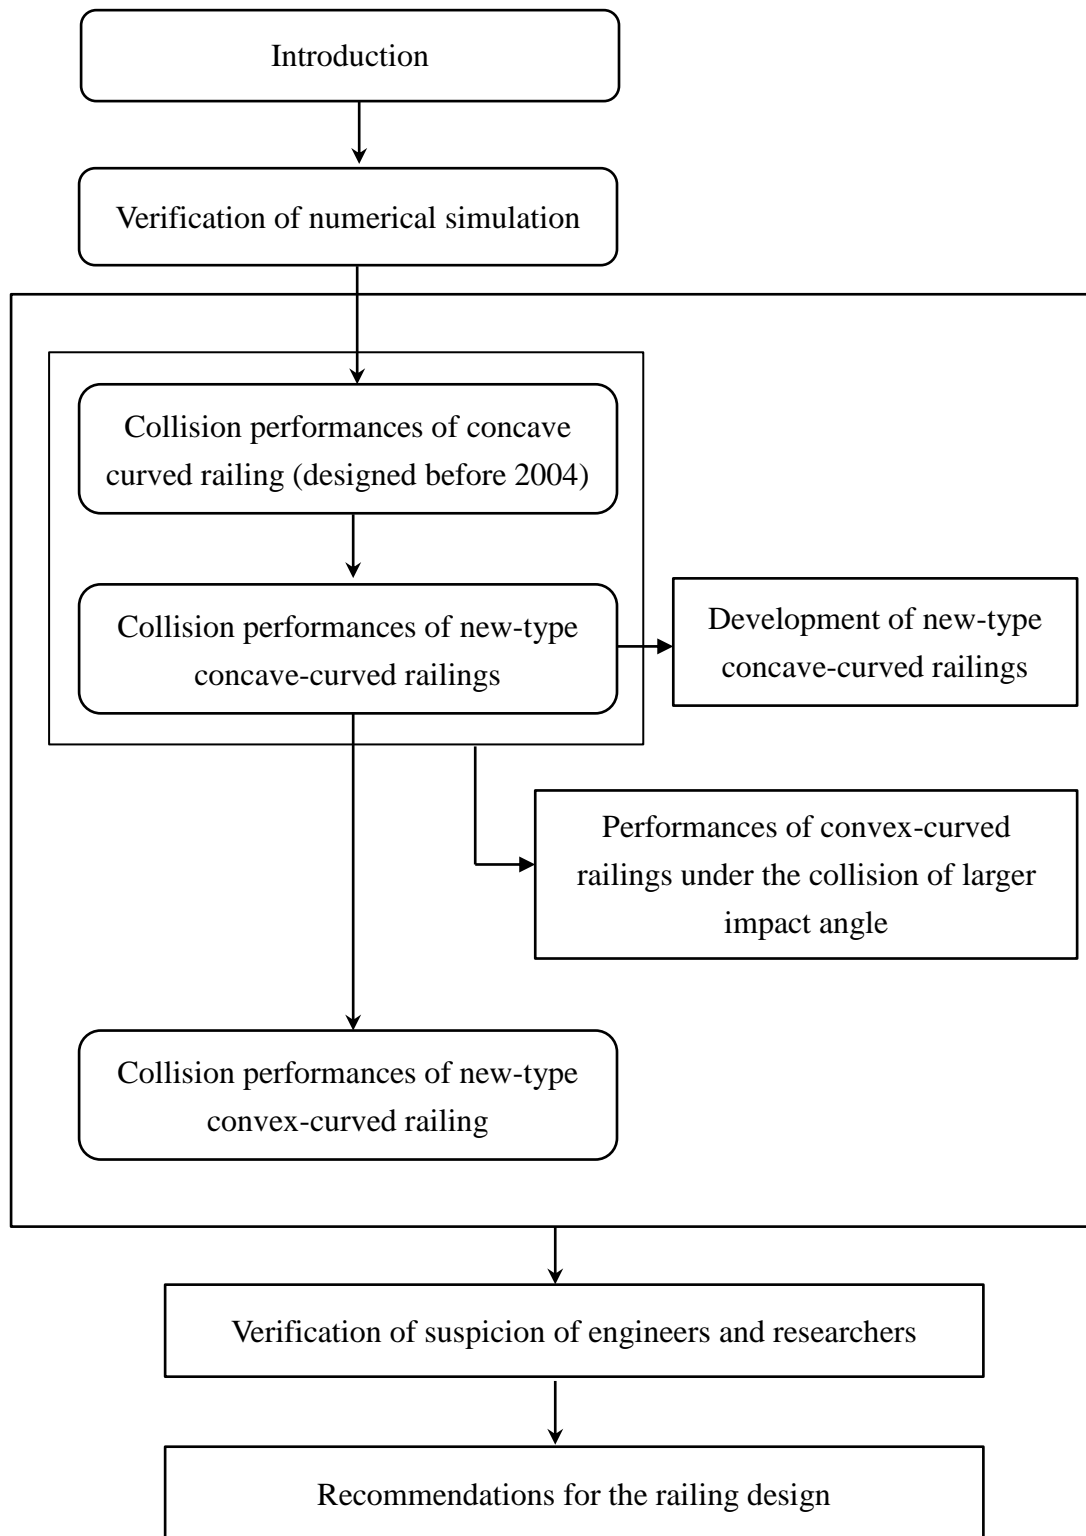 Introduction
Verification of numerical simulation
Collision performances of concave
curved railing (designed before 2004)
Collision performances of new-type
concave-curved railings
Development of new-type
concave-curved railings
Performances of convex-curved
railings under the collision of larger
impact angle
Collision performances of new-type
convex-curved railing
Verification of suspicion of engineers and researchers
Recommendations for the railing design